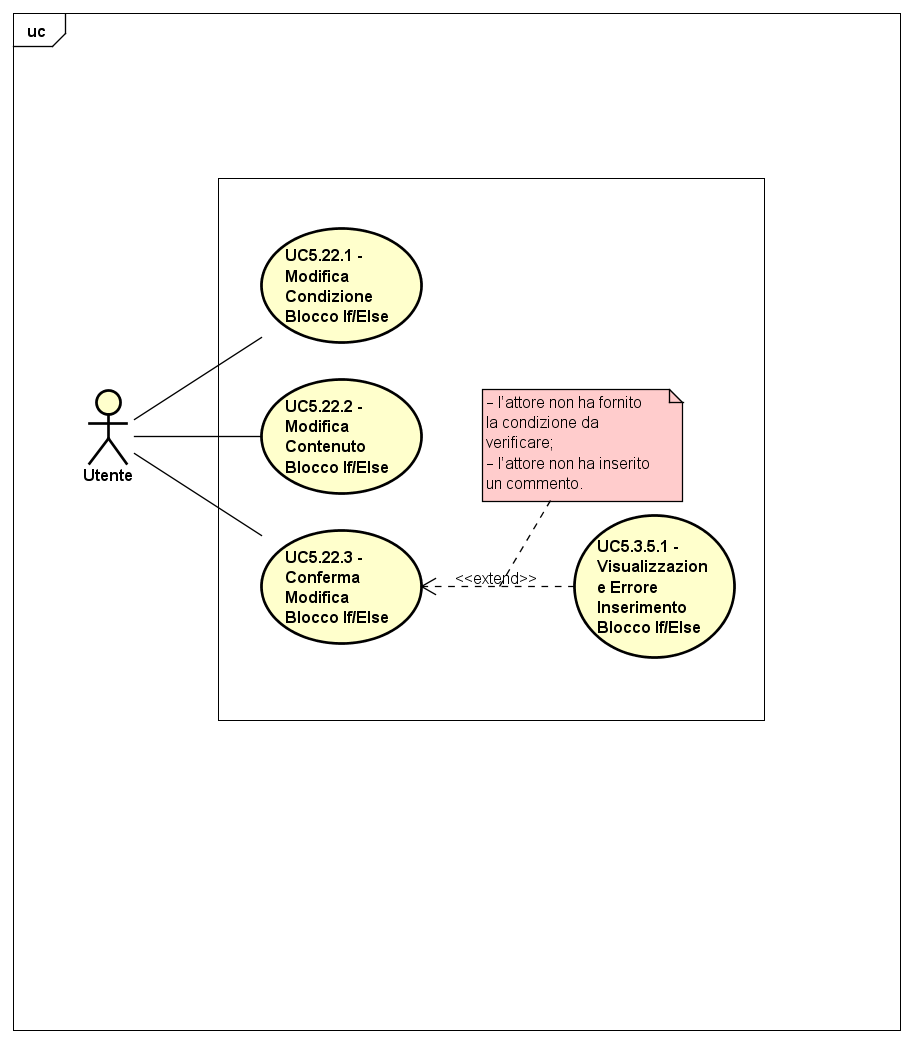 uc
UC5.22.1 -
Modifica
Condizione
Blocco If/Else
UC5.22.2 -
Modifica
Contenuto
Blocco If/Else
– l'attore non ha fornito
la condizione da
verificare;
– l'attore non ha inserito
un commento.
Utente
UC5.22.3 -
Conferma
Modifica
Blocco If/Else
<<extend>>
UC5.3.5.1 -
Visualizzazion
e Errore
Inserimento
Blocco If/Else